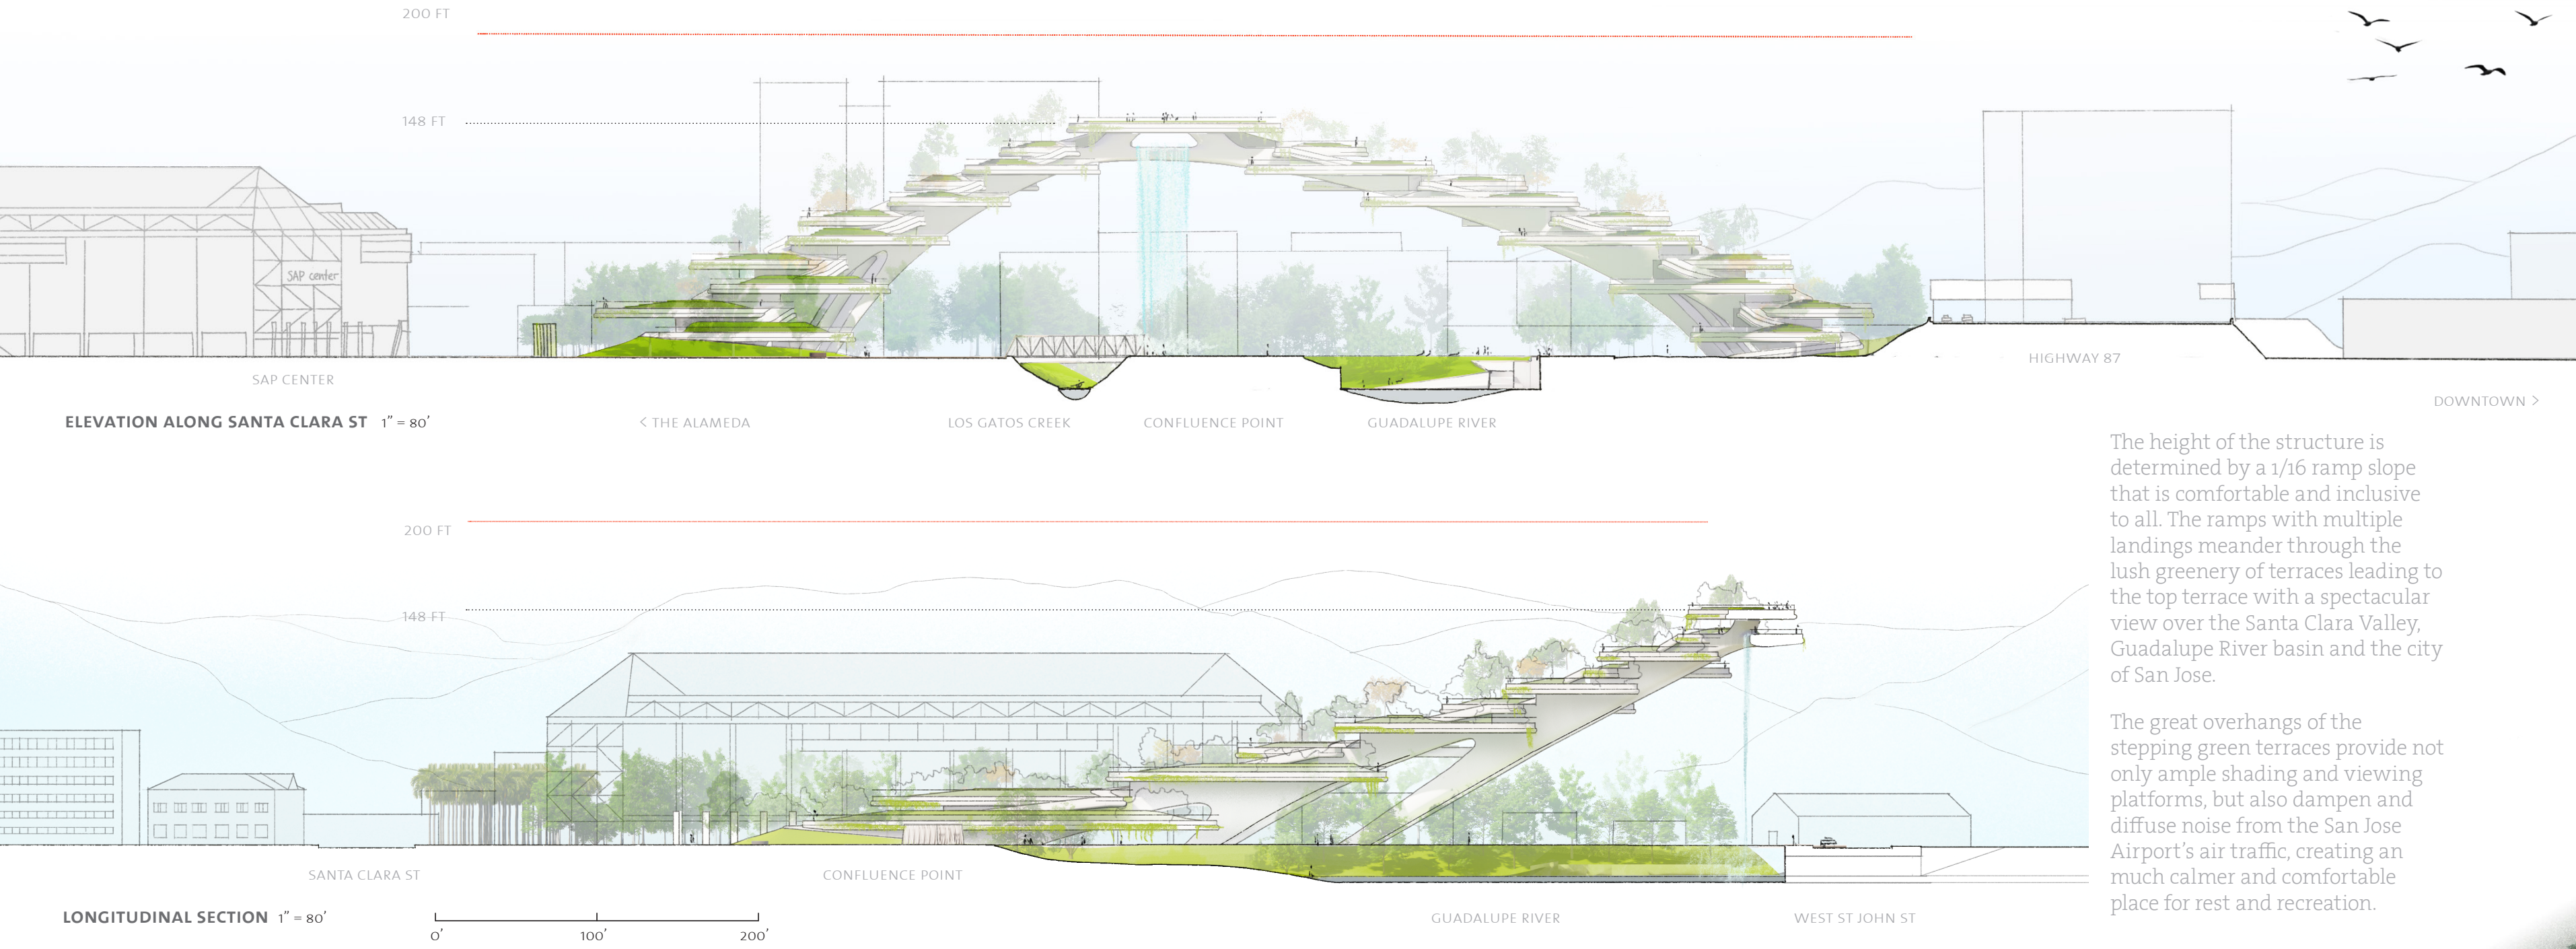 200 FT
148 FT
SAP center
SAP CENTER
HIGHWAY 87
DOWNTOWN >
ELEVATION ALONG SANTA CLARA ST 1” = 80’
< THE ALAMEDA
LOS GATOS CREEK
CONFLUENCE POINT
GUADALUPE RIVER
The height of the structure is
determined by a 1/16 ramp slope
that is comfortable and inclusive
to all. The ramps with multiple
landings meander through the
lush greenery of terraces leading to
the top terrace with a spectacular
view over the Santa Clara Valley,
Guadalupe River basin and the city
of San Jose.
The great overhangs of the
stepping green terraces provide not
only ample shading and viewing
platforms, but also dampen and
diffuse noise from the San Jose
Airport’s air traffic, creating an
much calmer and comfortable
place for rest and recreation.
200 FT
148 FT
SANTA CLARA ST
CONFLUENCE POINT
GUADALUPE RIVER
WEST ST JOHN ST
LONGITUDINAL SECTION 1” = 80’
0’
100’
200’